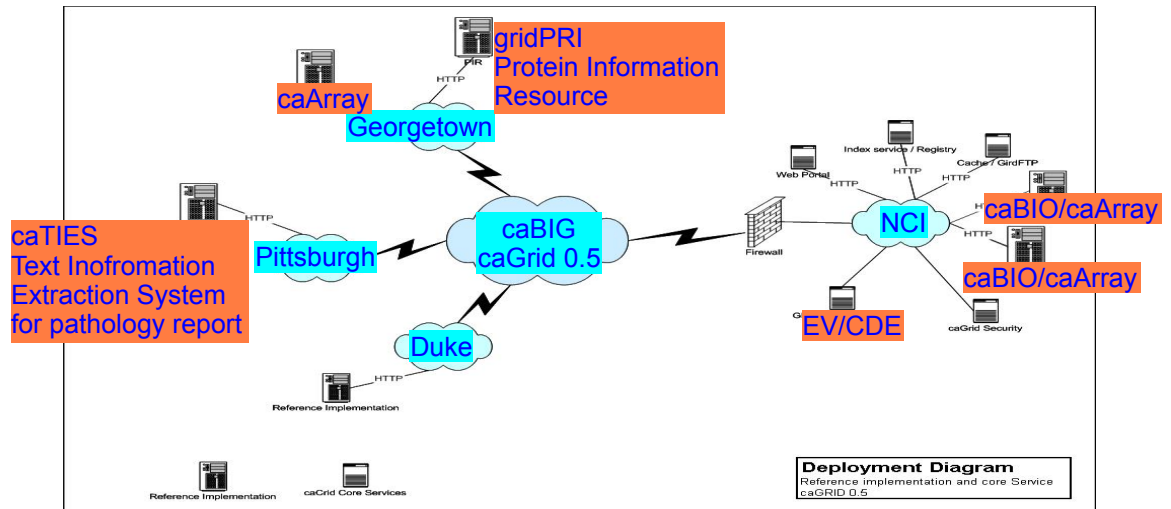 gridPRI
Protein Information
Resource
PIR
HTTP
caArray
Georgetown
Index service / Registry
HTTP
Cache / GirdFTP
Web Portal
HTTP
HTTP
HTTP
caBIO/caArray
HTTP
caBIO/caArray
NCI
Firewall
caBIG
caGrid 0.5
HTTP
caTIES
Text Inofromation
Extraction System
for pathology report
Pittsburgh
EV/CDE
caGrid Security
Duke
HTTP
Reference Implementation
Reference Implementation
caGrid Core Services
Deployment Diagram
Reference implementation and core Service
caGRID 0.5